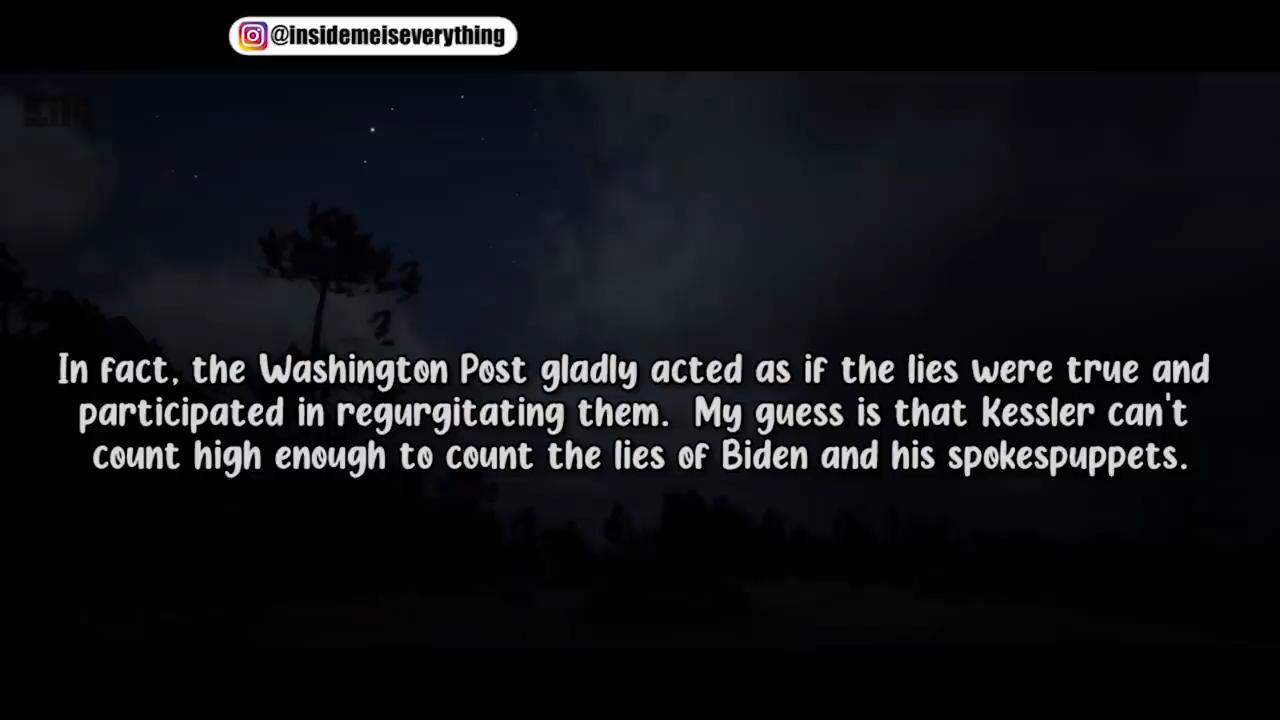 @insidemeiseverything
In fact, the Washington Post gladly acted as if the lies were true and
participated in regurgitating them.  My guess is that Kessler can't
count high enough to count the lies of Biden and his spokespuppets.